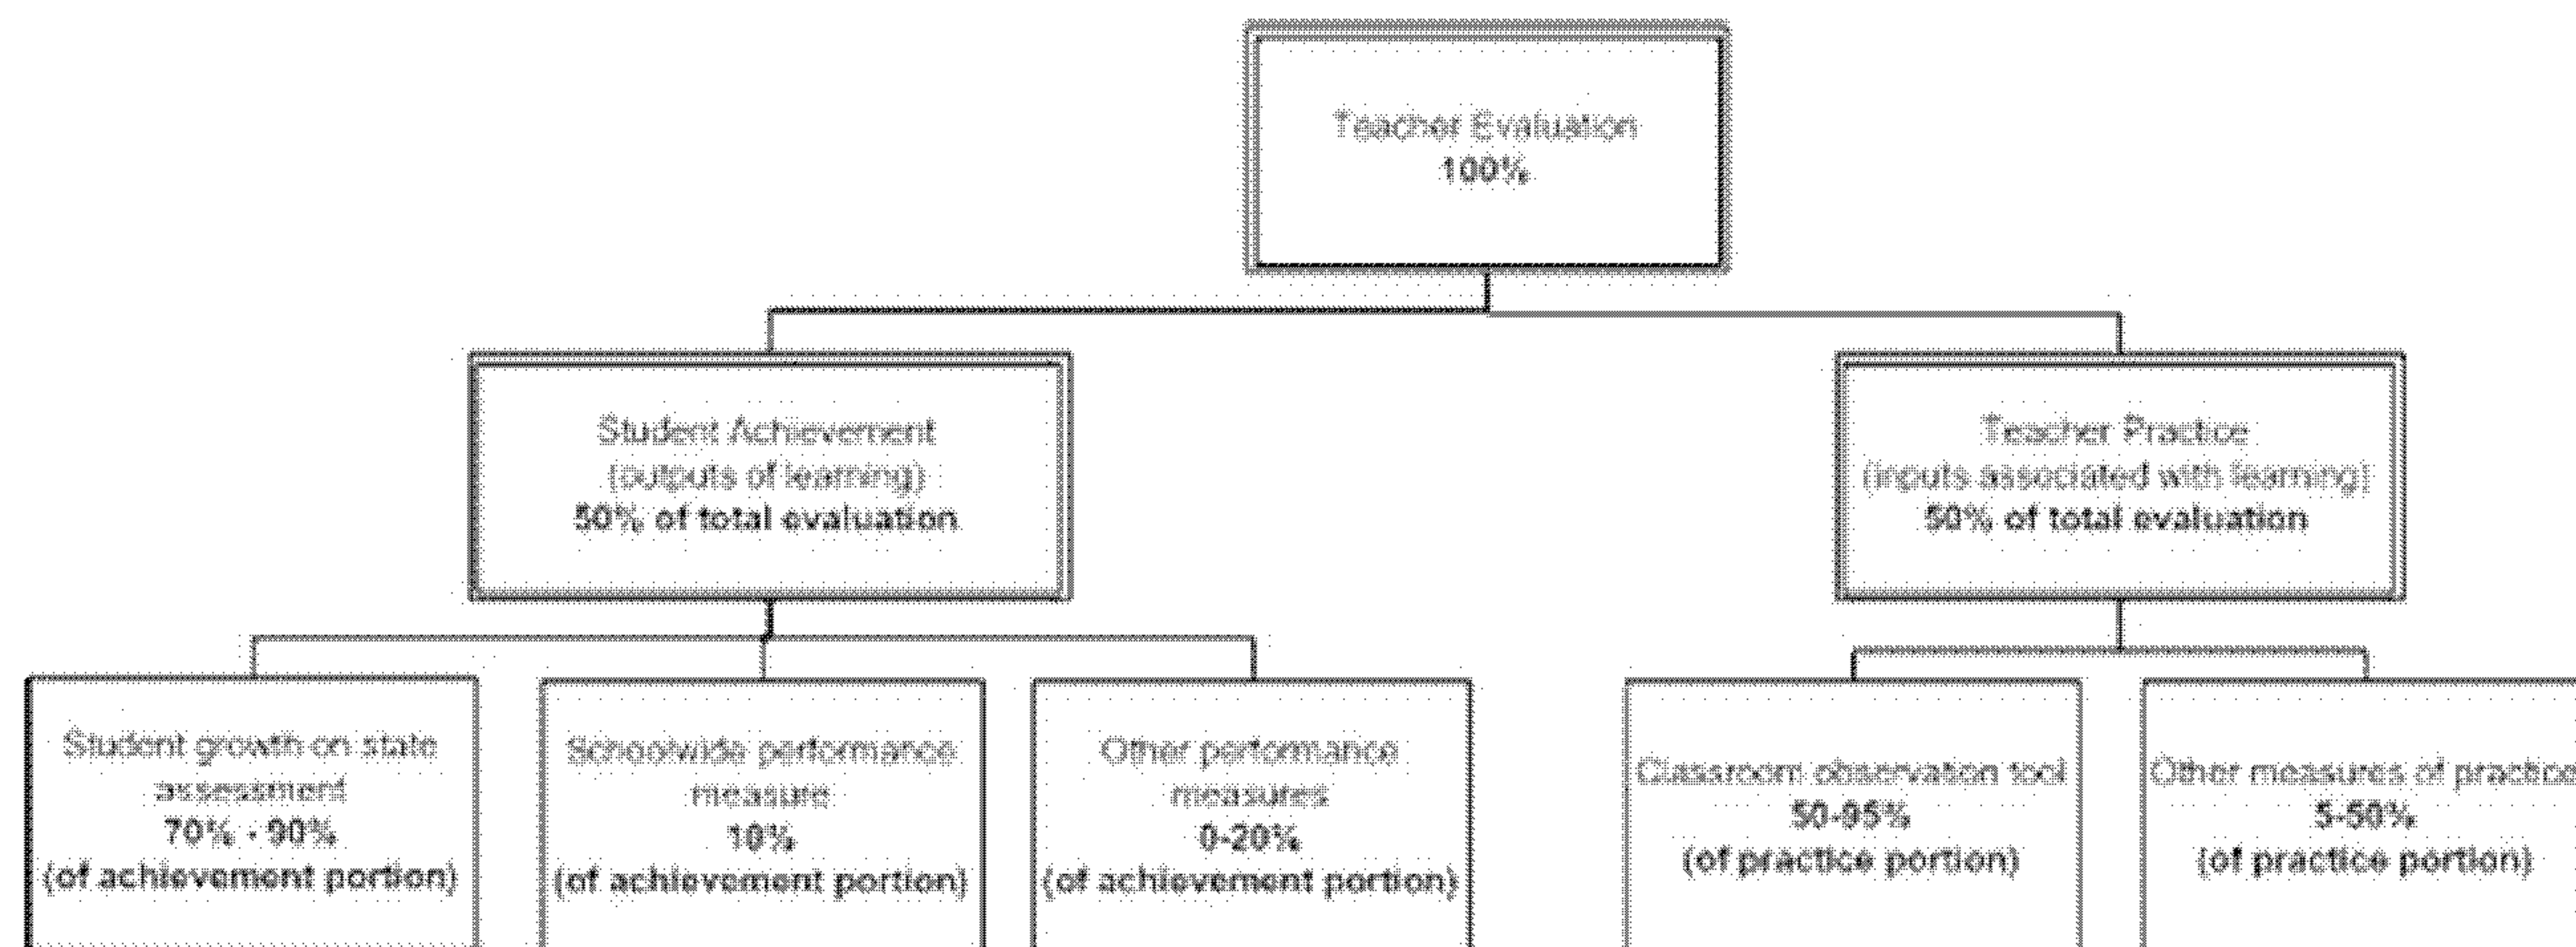 Teacher Evaluation
100%
Student Achievement
(outputs of learning)
50% of total evaluation
Teacher Practice
(inputs associated with learning)
50% of total evaluation
Student growth on state
assessment
70% - 90%
(of achievement portion)
Schoolwide performance
measure
10%
(of achievement portion)
Other performance
measures
0-20%
(of achievement portion)
Classroom observation tool
50-95%
(of practice portion)
Other measures of practice
5-50%
(of practice portion)